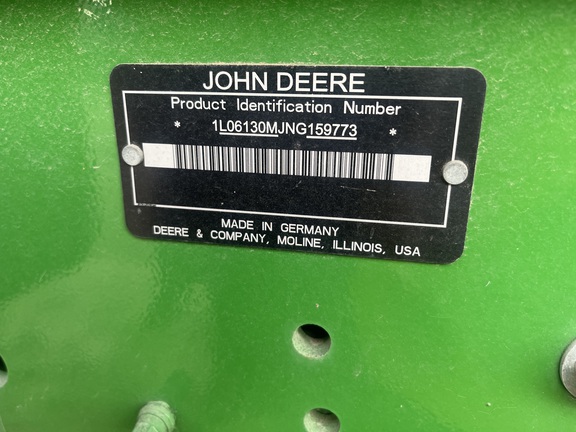 JOHN DEERE
Product Identification Number
* 1L06130MJNG159773 *
MADE IN GERMANY
DEERE & COMPANY, MOLINE, ILLINOIS, USA